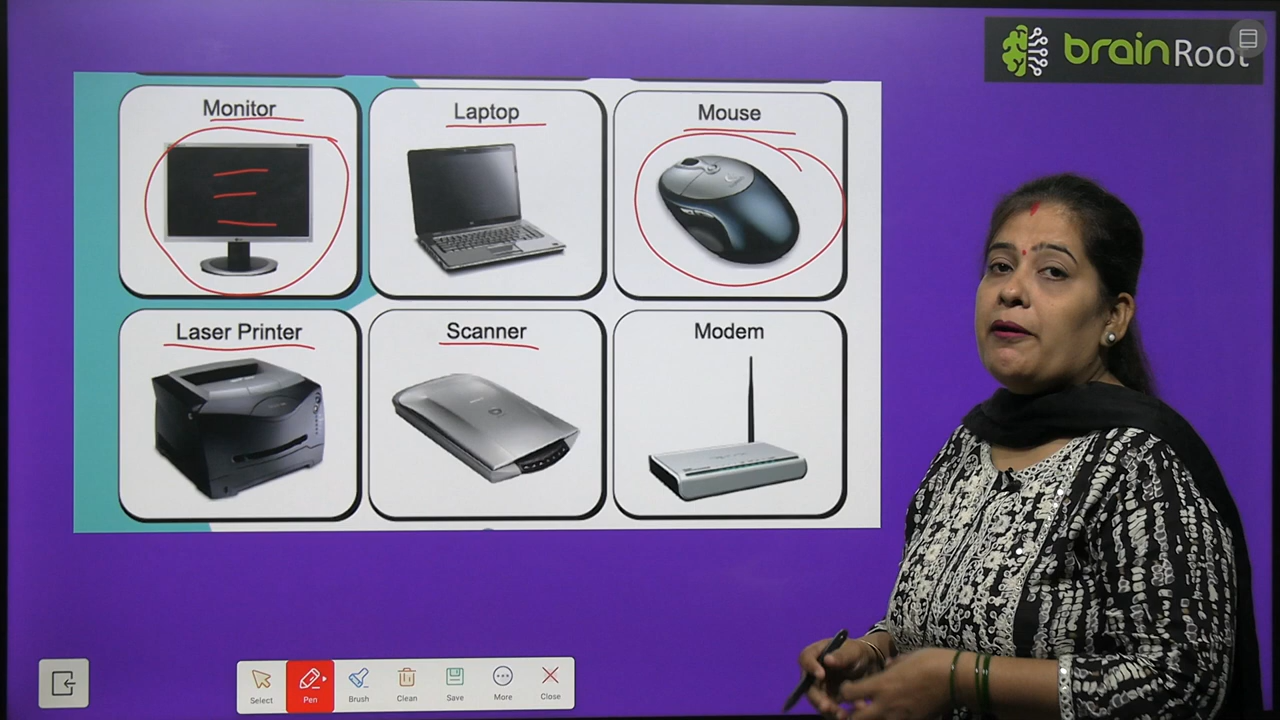 brainRoot
Monitor
Laptop
Mouse
Laser Printer
Scanner
Modem
Select
Pen
Brush
Clean
Save
More
Close